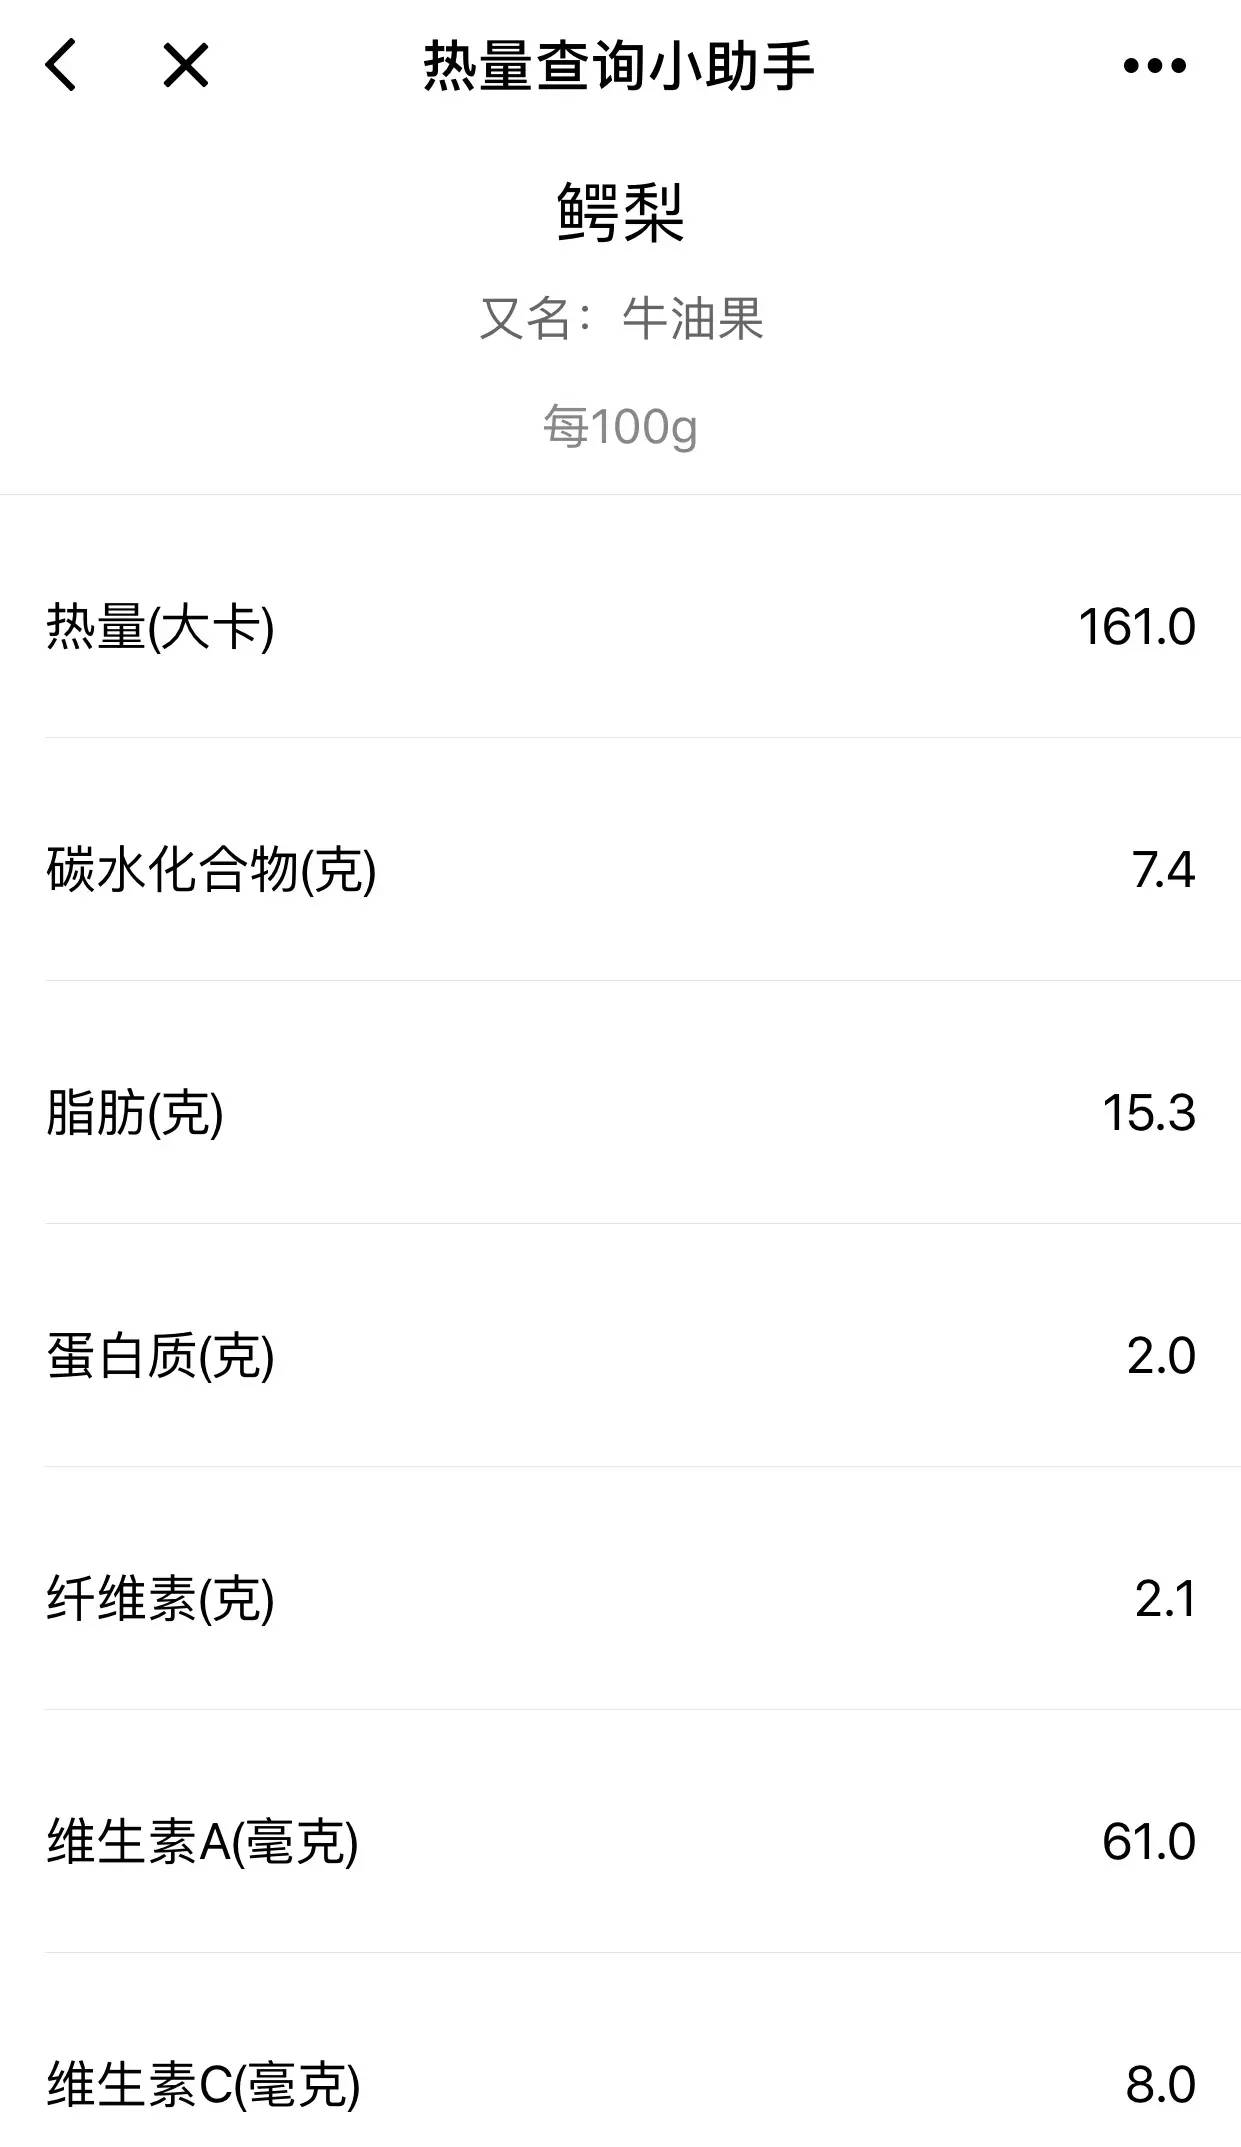 热量查询小助手
鳄梨
又名：牛油果
每100g
热量(大卡) 161.0
碳水化合物(克) 7.4
脂肪(克) 15.3
蛋白质(克) 2.0
纤维素(克) 2.1
维生素A(毫克) 61.0
维生素C(毫克) 8.0